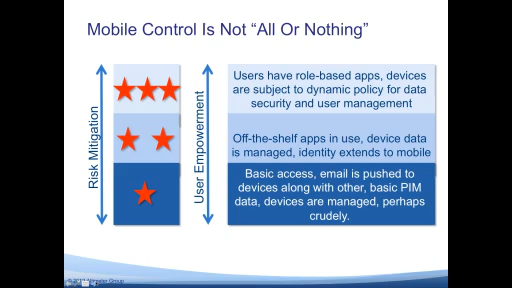 Mobile Control Is Not “All Or Nothing”
Risk Mitigation
User Empowerment
Users have role-based apps, devices
are subject to dynamic policy for data
security and user management
Off-the-shelf apps in use, device data
is managed, identity extends to mobile
Basic access, email is pushed to
devices along with other, basic PIM
data, devices are managed, perhaps
crudely.
Group